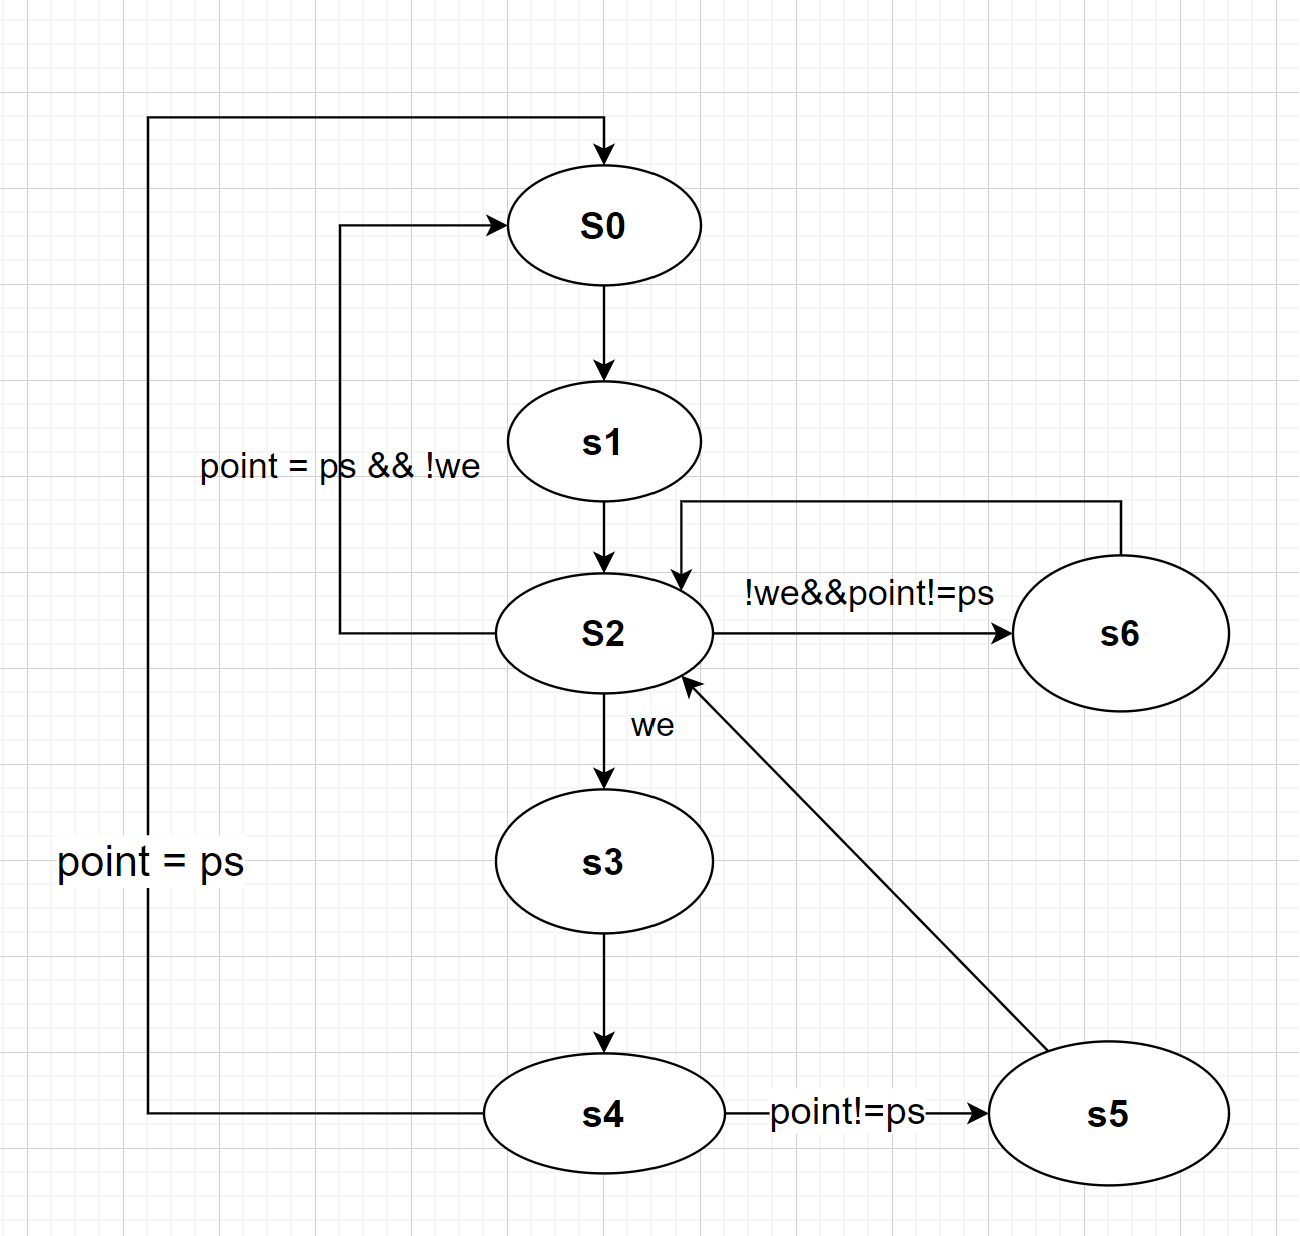 S0
s1
point = ps && !we
!we&&point!=ps
S2
s6
we
s3
point = ps
s4
point!=ps
s5